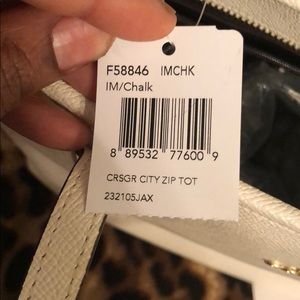 F58846 IMCHK
IM/Chalk
8 89532 77600 9
CRSGR CITY ZIP TOT
232105JAX